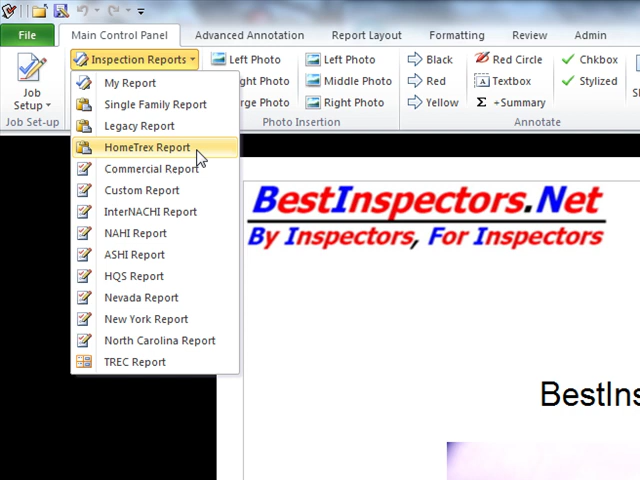 File Main Control Panel Advanced Annotation Report Layout Formatting Review Admin
Inspection Reports Left Photo Left Photo Black Red Circle Chkbox
ght Photo Middle Photo Red Textbox Stylized
rge Photo Right Photo Yellow Σ +Summary
Job
Setup
Job Set-up Photo Insertion Annotate
My Report
Single Family Report
Legacy Report
HomeTrex Report
Commercial Report
Custom Report
InterNACHI Report
NAHI Report
ASHI Report
HQS Report
Nevada Report
New York Report
North Carolina Report
TREC Report
BestInspectors.Net
By Inspectors, For Inspectors
BestIns